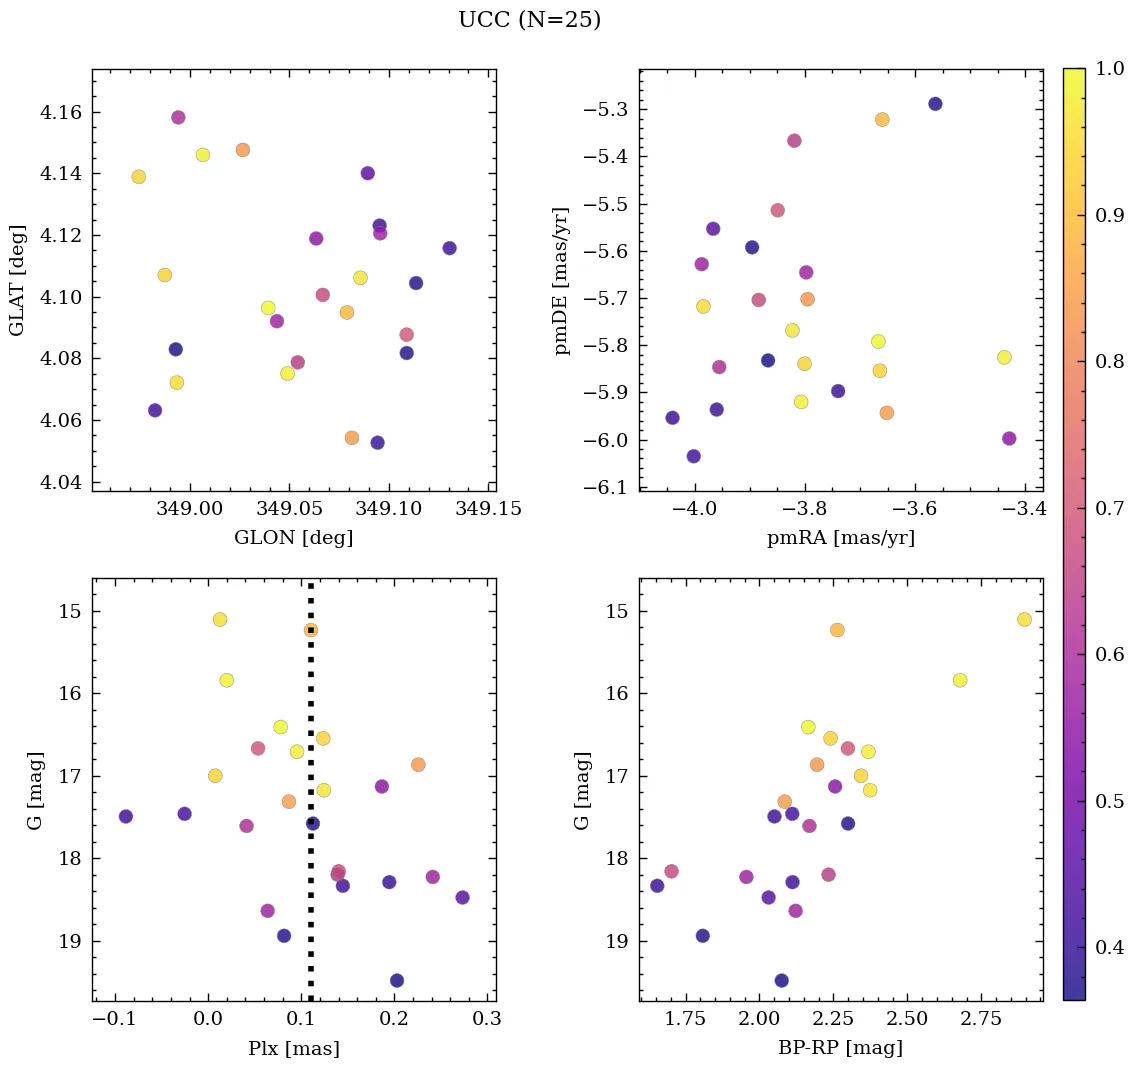 UCC (N=25)
4.16
4.14
4.12
4.10
4.08
4.06
4.04
GLAT [deg]
349.00 349.05 349.10 349.15
GLON [deg]
−5.3
−5.4
−5.5
−5.6
−5.7
−5.8
−5.9
−6.0
−6.1
pmDE [mas/yr]
−4.0 −3.8 −3.6 −3.4
pmRA [mas/yr]
15
16
17
18
19
G [mag]
−0.1 0.0 0.1 0.2 0.3
Plx [mas]
15
16
17
18
19
G [mag]
1.75 2.00 2.25 2.50 2.75
BP-RP [mag]
1.0
0.9
0.8
0.7
0.6
0.5
0.4